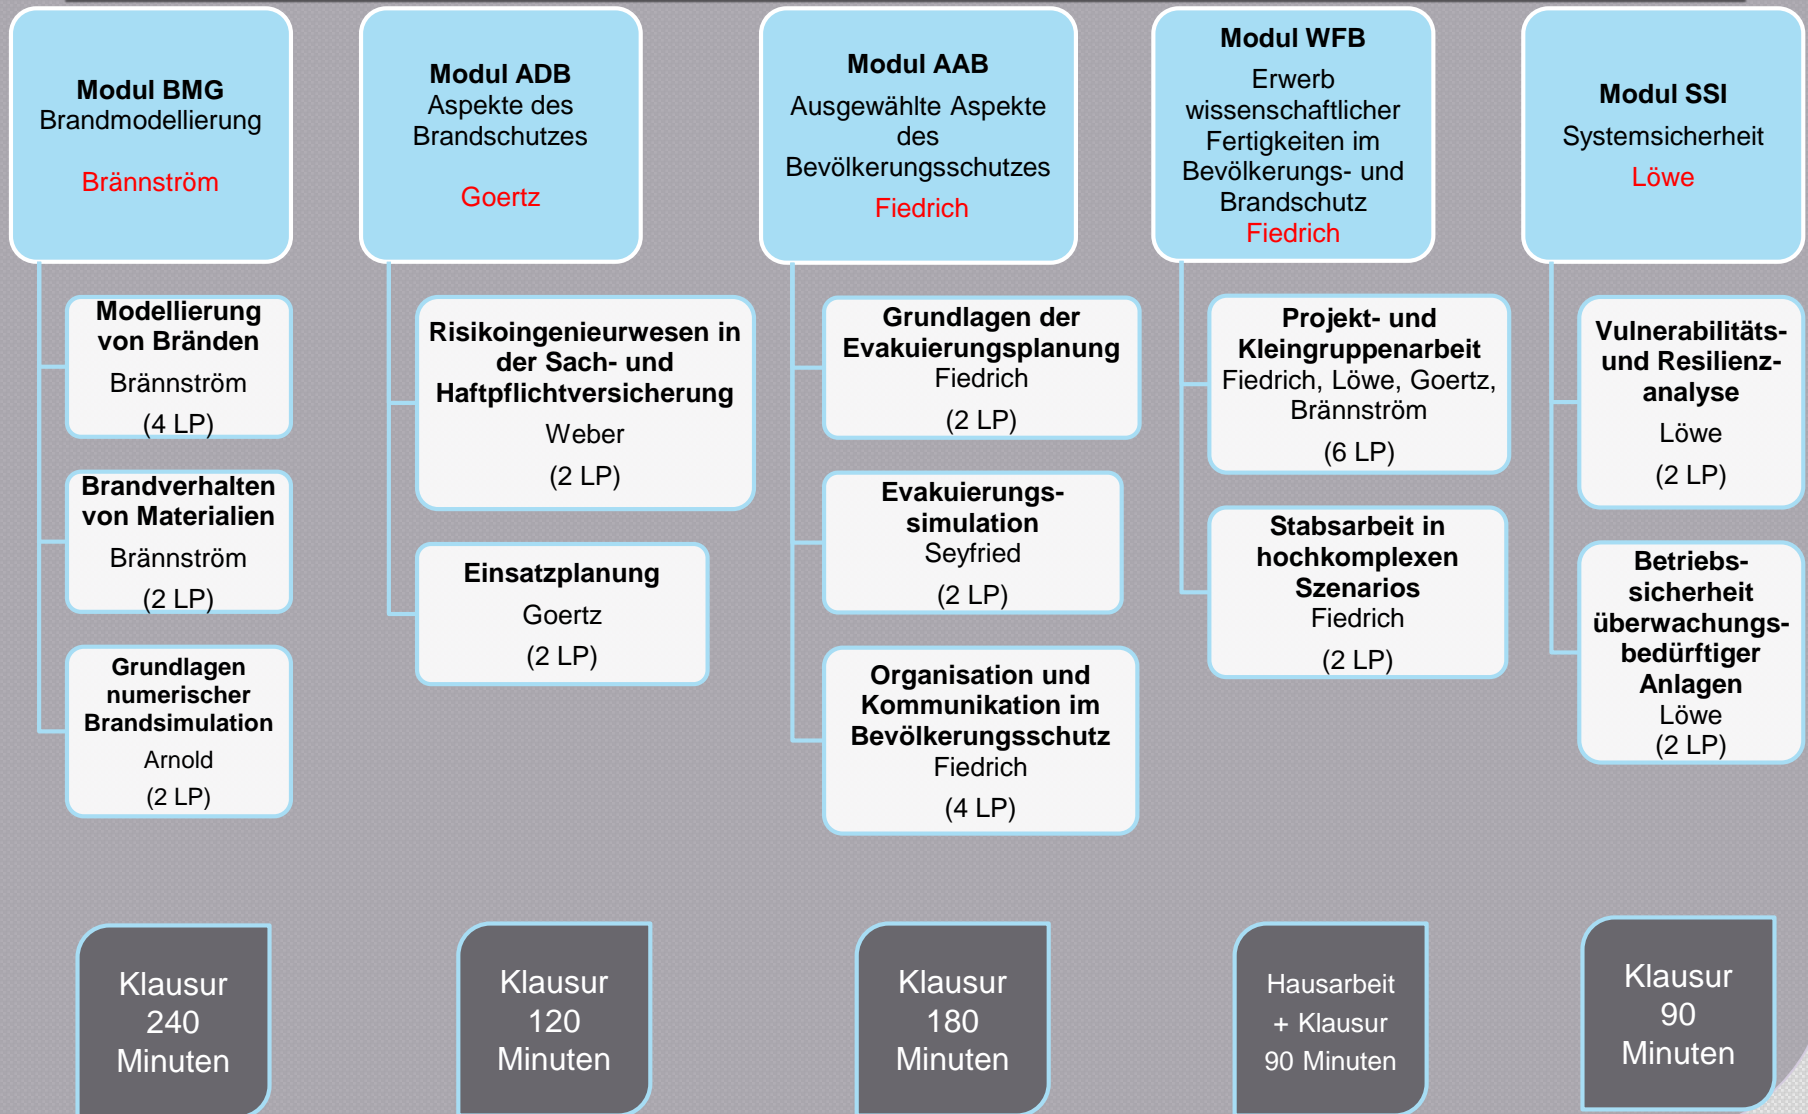 Modul BMG
Brandmodellierung
Brännström
Modellierung
von Bränden
Brännström
(4 LP)
Brandverhalten
von Materialien
Brännström
(2 LP)
Grundlagen
numerischer
Brandsimulation
Arnold
(2 LP)
Klausur
240
Minuten
Modul ADB
Aspekte des
Brandschutzes
Goertz
Risikoingenieurwesen in
der Sach- und
Haftpflichtversicherung
Weber
(2 LP)
Einsatzplanung
Goertz
(2 LP)
Klausur
120
Minuten
Modul AAB
Ausgewählte Aspekte
des
Bevölkerungsschutzes
Fiedrich
Grundlagen der
Evakuierungsplanung
Fiedrich
(2 LP)
Evakuierungs-
simulation
Seyfried
(2 LP)
Organisation und
Kommunikation im
Bevölkerungsschutz
Fiedrich
(4 LP)
Klausur
180
Minuten
Modul WFB
Erwerb
wissenschaftlicher
Fertigkeiten im
Bevölkerungs- und
Brandschutz
Fiedrich
Projekt- und
Kleingruppenarbeit
Fiedrich, Löwe, Goertz,
Brännström
(6 LP)
Stabsarbeit in
hochkomplexen
Szenarios
Fiedrich
(2 LP)
Hausarbeit
+ Klausur
90 Minuten
Modul SSI
Systemsicherheit
Löwe
Vulnerabilitäts-
und Resilienz-
analyse
Löwe
(2 LP)
Betriebs-
sicherheit
überwachungs-
bedürftiger
Anlagen
Löwe
(2 LP)
Klausur
90
Minuten